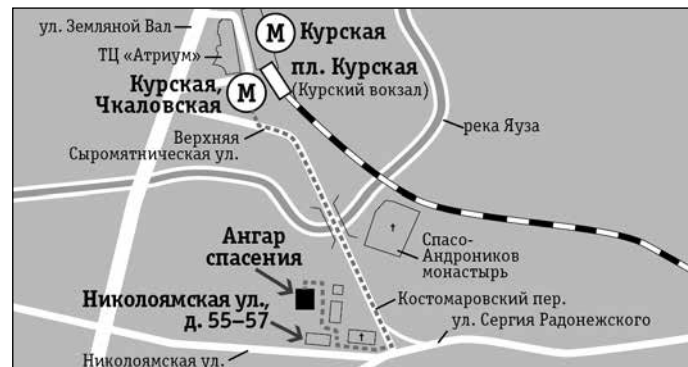 ул. Земляной Вал
ТЦ «Атриум»
М
Курская
пл. Курская
(Курский вокзал)
Курская,
Чкаловская
М
Верхняя
Сыромятническая ул.
река Яуза
Ангар
спасения
Спасо-
Андроников
монастырь
Николоямская ул.,
д. 55–57
Костомаровский пер.
ул. Сергия Радонежского
Николоямская ул.